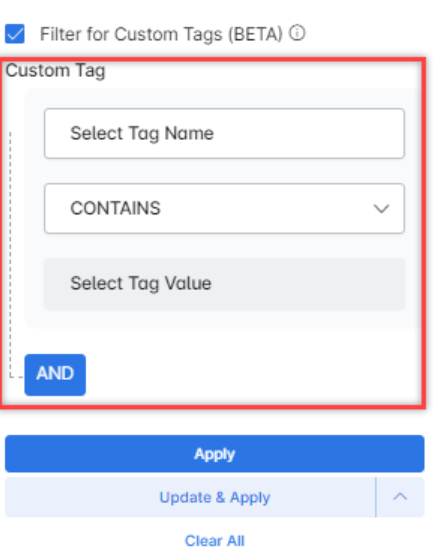 Filter for Custom Tags (BETA)
Custom Tag
Select Tag Name
CONTAINS
Select Tag Value
AND
Apply
Update & Apply
Clear All